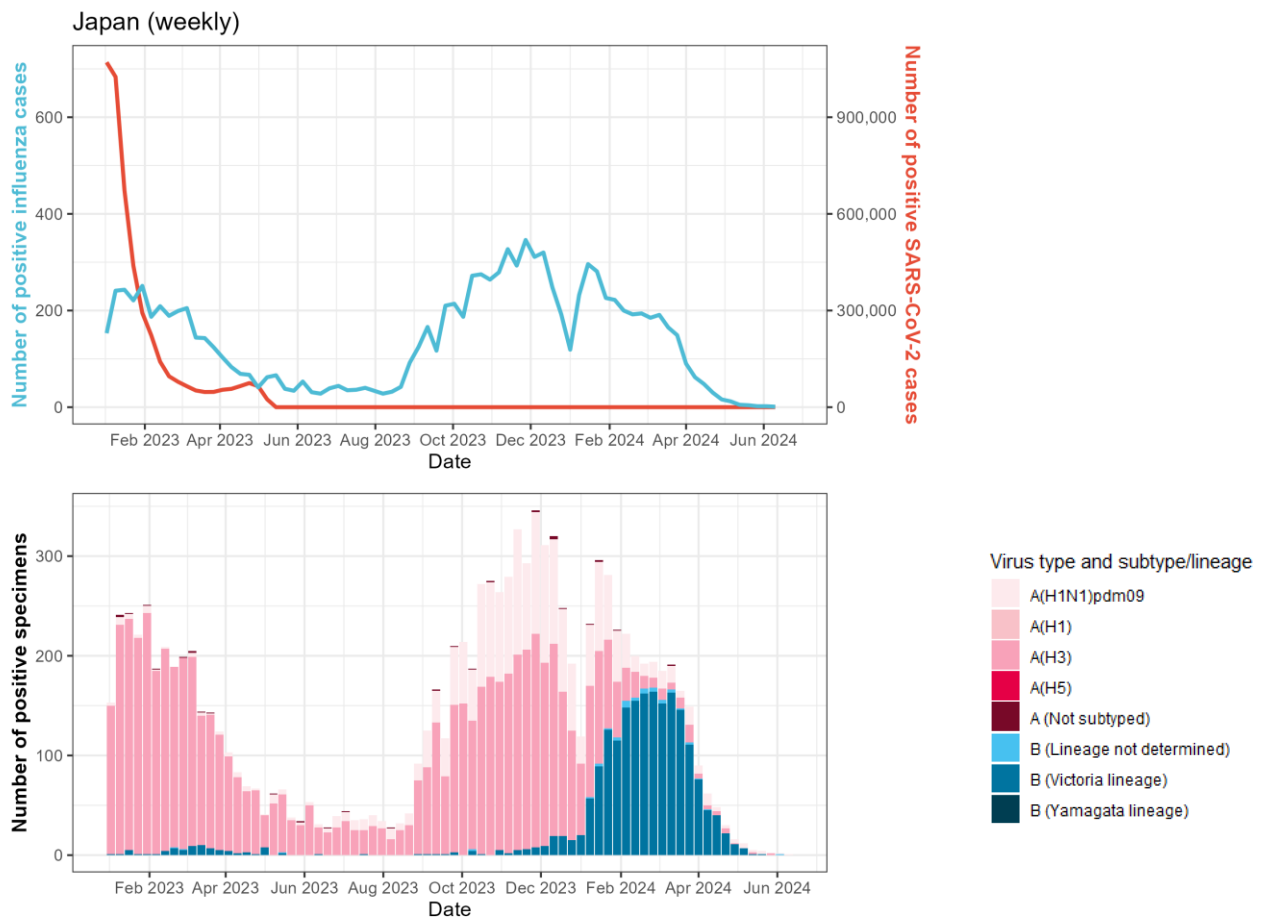 Japan (weekly)
Number of positive influenza cases
600
400
200
0
900,000
600,000
300,000
0
Number of positive SARS-CoV-2 cases
Feb 2023 Apr 2023 Jun 2023 Aug 2023 Oct 2023 Dec 2023 Feb 2024 Apr 2024 Jun 2024
Date
Number of positive specimens
300
200
100
0
Feb 2023 Apr 2023 Jun 2023 Aug 2023 Oct 2023 Dec 2023 Feb 2024 Apr 2024 Jun 2024
Date
Virus type and subtype/lineage
A(H1N1)pdm09
A(H1)
A(H3)
A(H5)
A (Not subtyped)
B (Lineage not determined)
B (Victoria lineage)
B (Yamagata lineage)